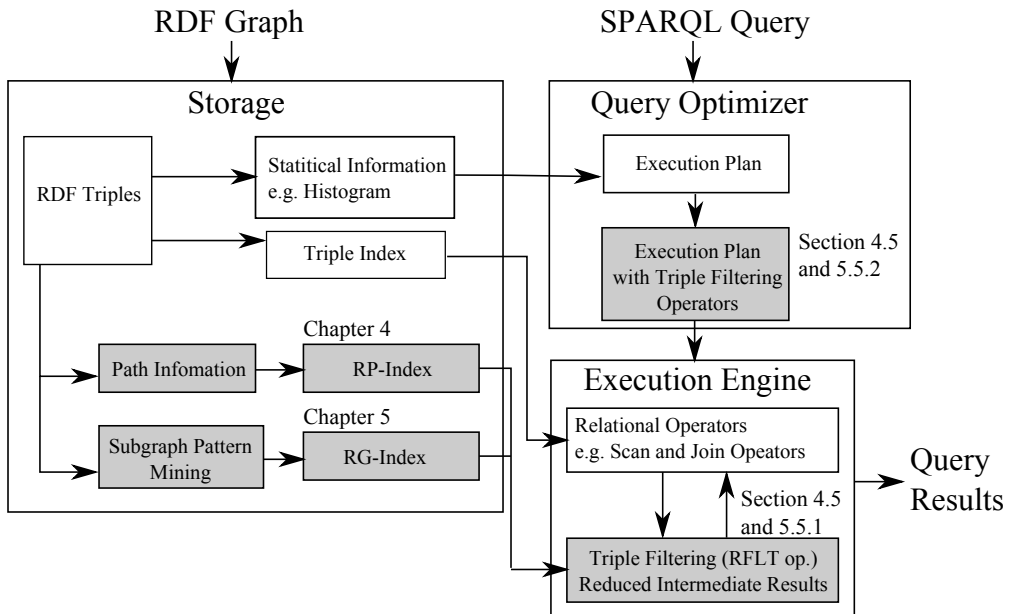 RDF Graph
SPARQL Query
Storage
Query Optimizer
RDF Triples
Statitical Information
e.g. Histogram
Execution Plan
Triple Index
Execution Plan
with Triple Filtering
Operators
Section 4.5
and 5.5.2
Chapter 4
Path Infomation
RP-Index
Chapter 5
Subgraph Pattern
Mining
RG-Index
Execution Engine
Relational Operators
e.g. Scan and Join Opeators
Section 4.5
and 5.5.1
Triple Filtering (RFLT op.)
Reduced Intermediate Results
Query
Results